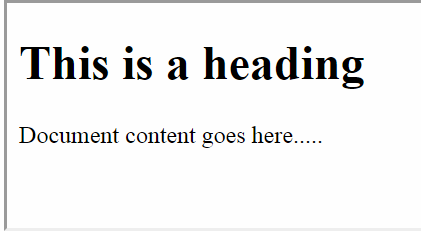 This is a heading
Document content goes here.....